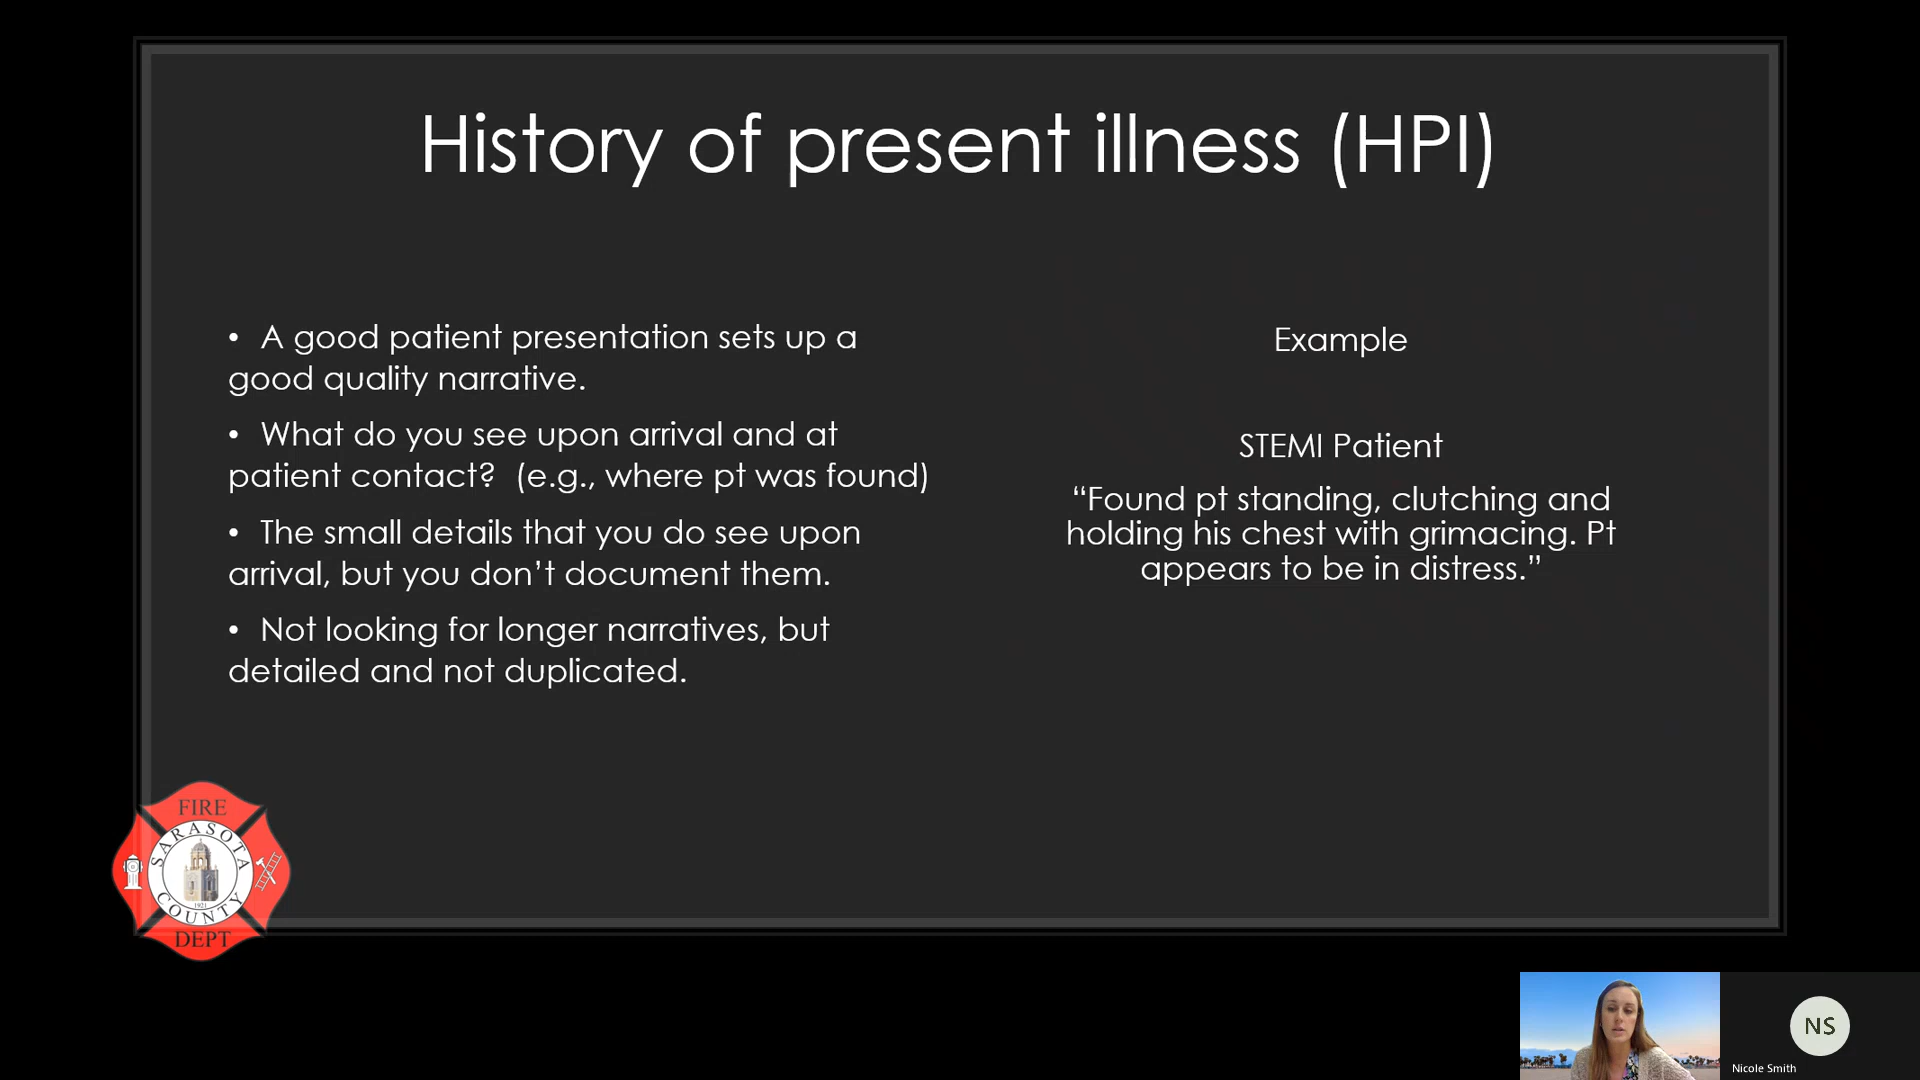 History of present illness (HPI)
• A good patient presentation sets up a
good quality narrative.
• What do you see upon arrival and at
patient contact?  (e.g., where pt was found)
• The small details that you do see upon
arrival, but you don’t document them.
• Not looking for longer narratives, but
detailed and not duplicated.
Example
STEMI Patient
“Found pt standing, clutching and
holding his chest with grimacing. Pt
appears to be in distress.”
FIRE
SARASOTA
1921
COUNTY
DEPT
NS
Nicole Smith